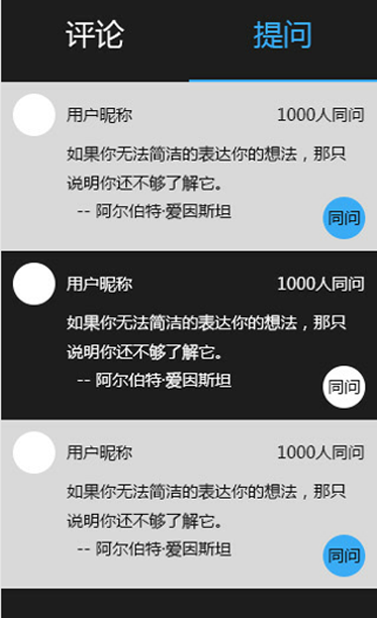 评论 提问
用户昵称 1000人同问
如果你无法简洁的表达你的想法，那只
说明你还不够了解它。
-- 阿尔伯特·爱因斯坦
同问
用户昵称 1000人同问
如果你无法简洁的表达你的想法，那只
说明你还不够了解它。
-- 阿尔伯特·爱因斯坦
同问
用户昵称 1000人同问
如果你无法简洁的表达你的想法，那只
说明你还不够了解它。
-- 阿尔伯特·爱因斯坦
同问